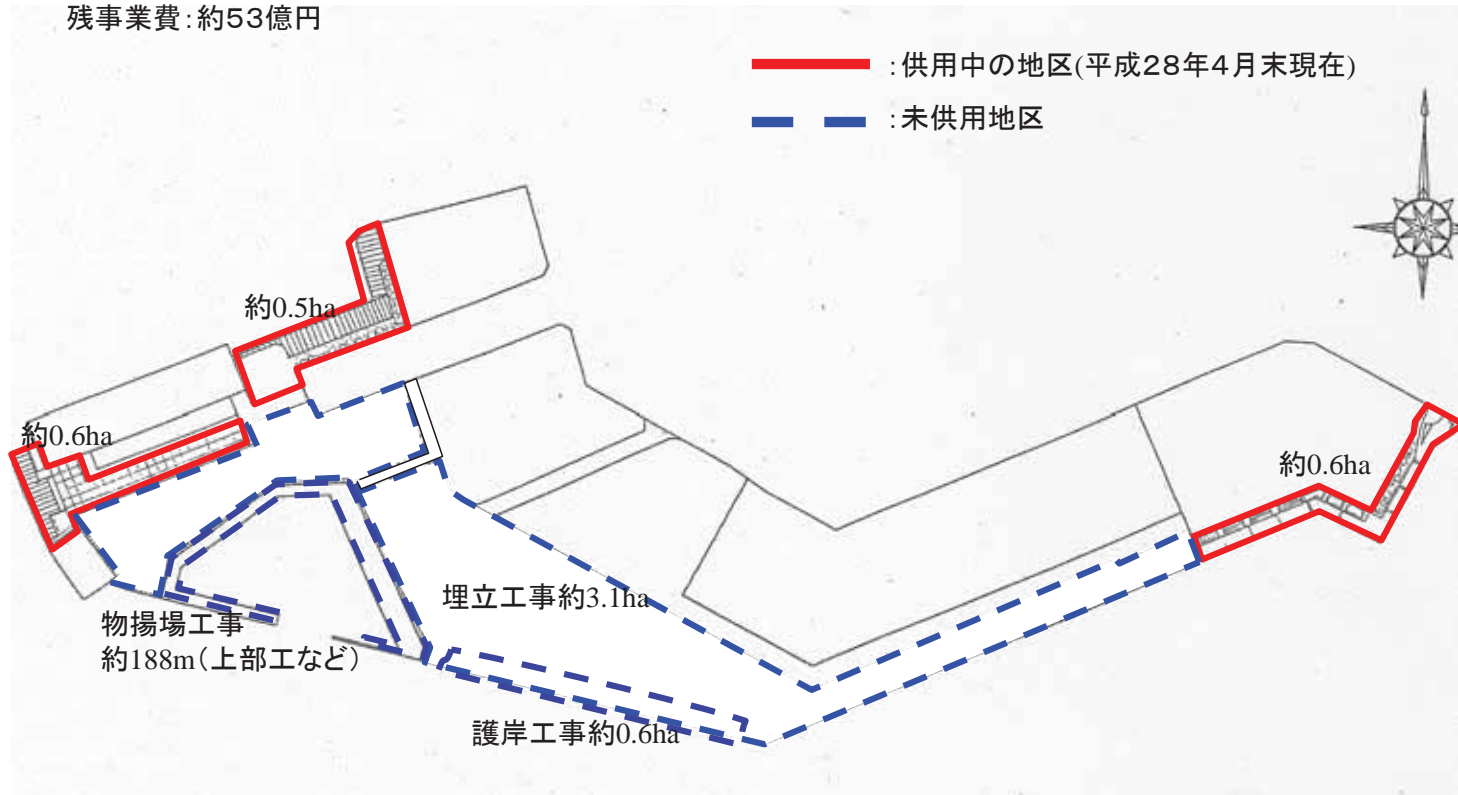 残事業費:約53億円
:供用中の地区(平成28年4月末現在)
:未供用地区
約0.5ha
約0.6ha
約0.6ha
埋立工事約3.1ha
物揚場工事
約188m(上部工など)
護岸工事約0.6ha